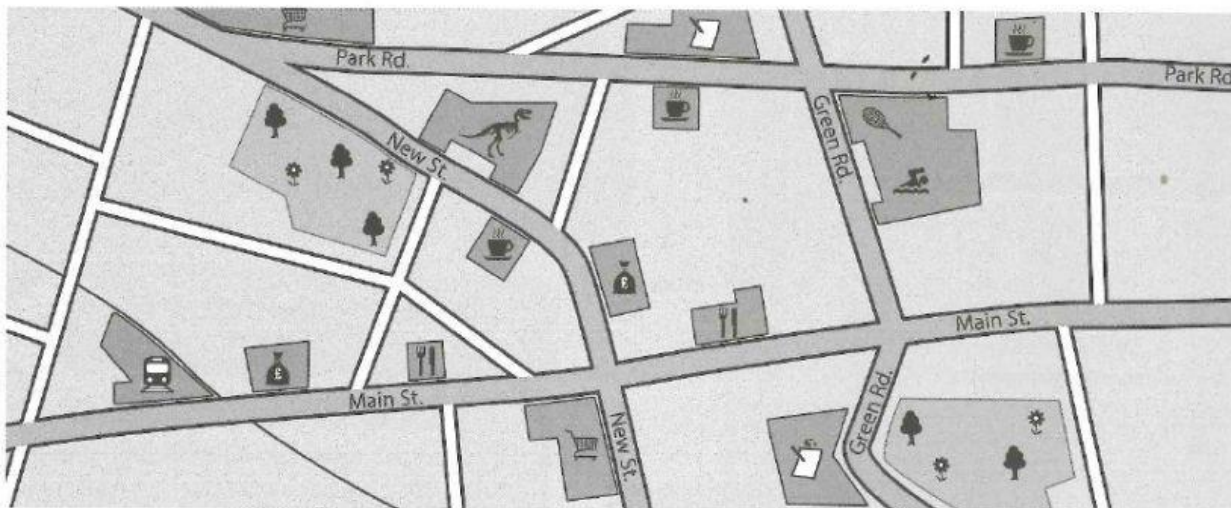 Park Rd.
Park Rd
New St.
Green Rd.
£
Main St.
£
Main St.
New St.
Green Rd.